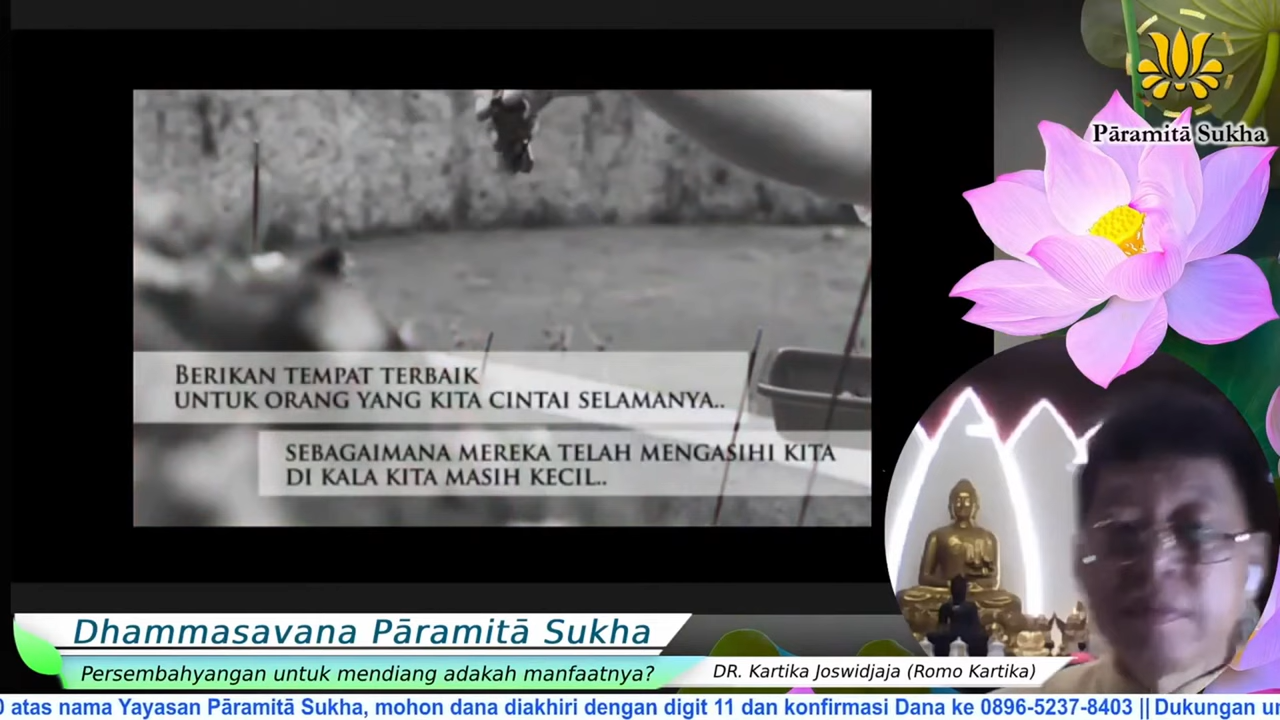 Pāramitā Sukha
BERIKAN TEMPAT TERBAIK
UNTUK ORANG YANG KITA CINTAI SELAMANYA..
SEBAGAIMANA MEREKA TELAH MENGASIHI KITA
DI KALA KITA MASIH KECIL..
Dhammasavana Pāramitā Sukha
Persembahyangan untuk mendiang adakah manfaatnya?
DR. Kartika Joswidjaja (Romo Kartika)
atas nama Yayasan Pāramitā Sukha, mohon dana diakhiri dengan digit 11 dan konfirmasi Dana ke 0896-5237-8403 || Dukungan